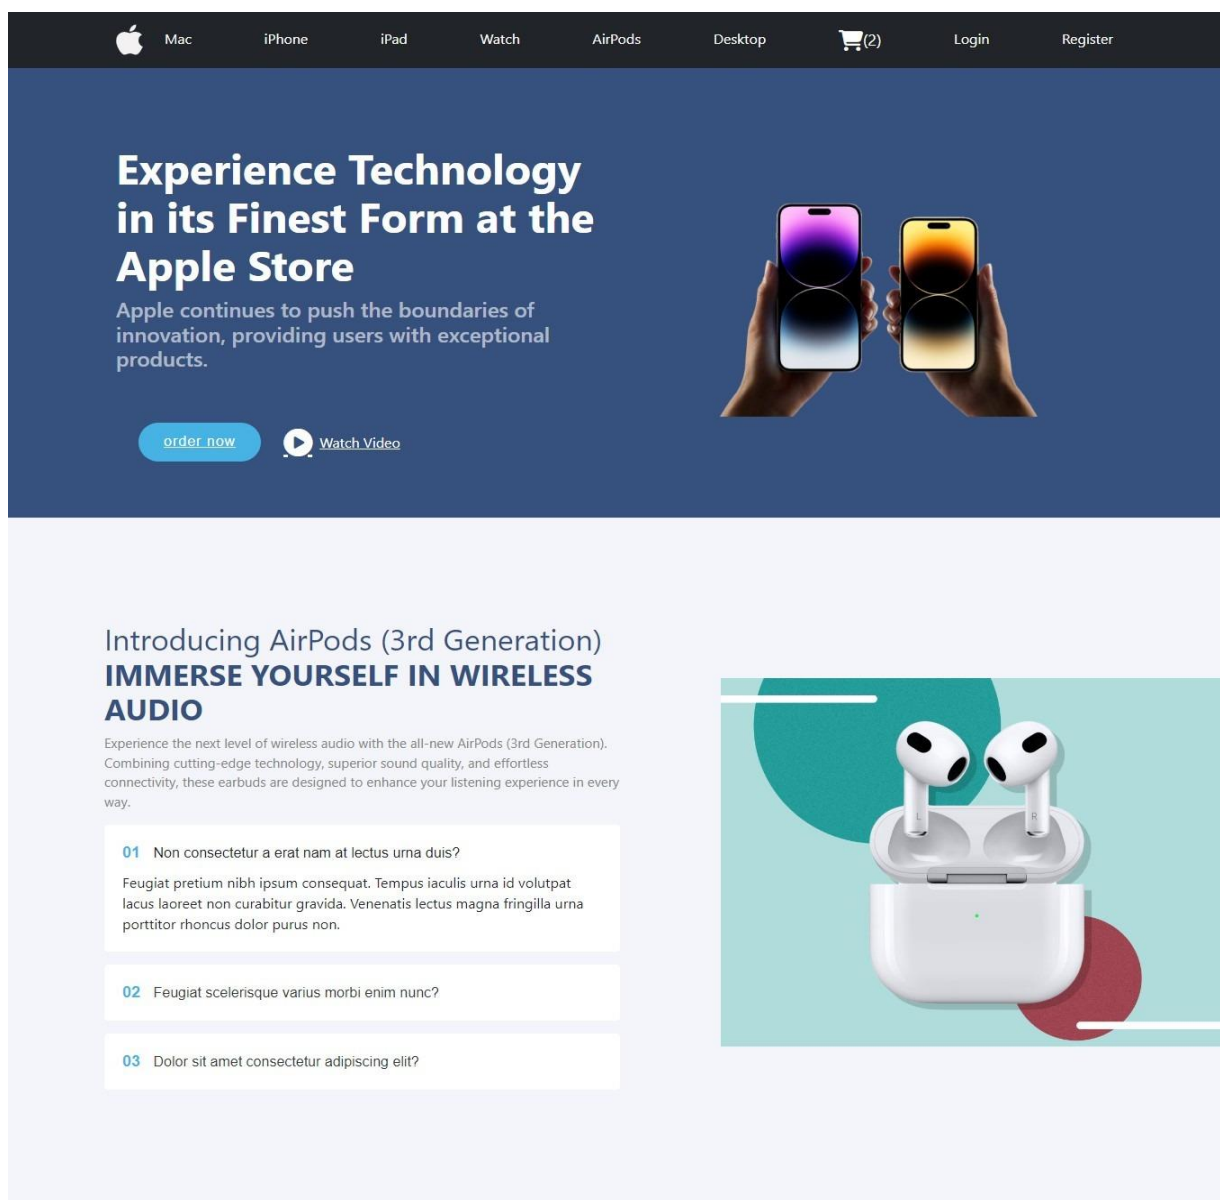 Mac iPhone iPad Watch AirPods Desktop (2) Login Register
Experience Technology
in its Finest Form at the
Apple Store
Apple continues to push the boundaries of
innovation, providing users with exceptional
products.
order now Watch Video
Introducing AirPods (3rd Generation)
IMMERSE YOURSELF IN WIRELESS
AUDIO
Experience the next level of wireless audio with the all-new AirPods (3rd Generation).
Combining cutting-edge technology, superior sound quality, and effortless
connectivity, these earbuds are designed to enhance your listening experience in every
way.
01 Non consectetur a erat nam at lectus urna duis?
Feugiat pretium nibh ipsum consequat. Tempus iaculis urna id volutpat
lacus laoreet non curabitur gravida. Venenatis lectus magna fringilla urna
porttitor rhoncus dolor purus non.
02 Feugiat scelerisque varius morbi enim nunc?
03 Dolor sit amet consectetur adipiscing elit?
L R